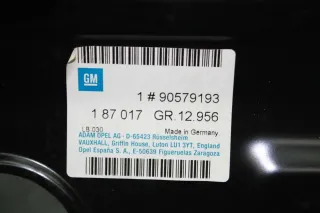 GM
1 # 90579193
1 87 017 GR.12.956
LB 030 Made in Germany
ADAM OPEL AG - D-65423 Rüsselsheim
VAUXHALL, Griffin House, Luton LU1 3YT, England
Opel España S. A., E-50639 Figueruelas Zaragoza